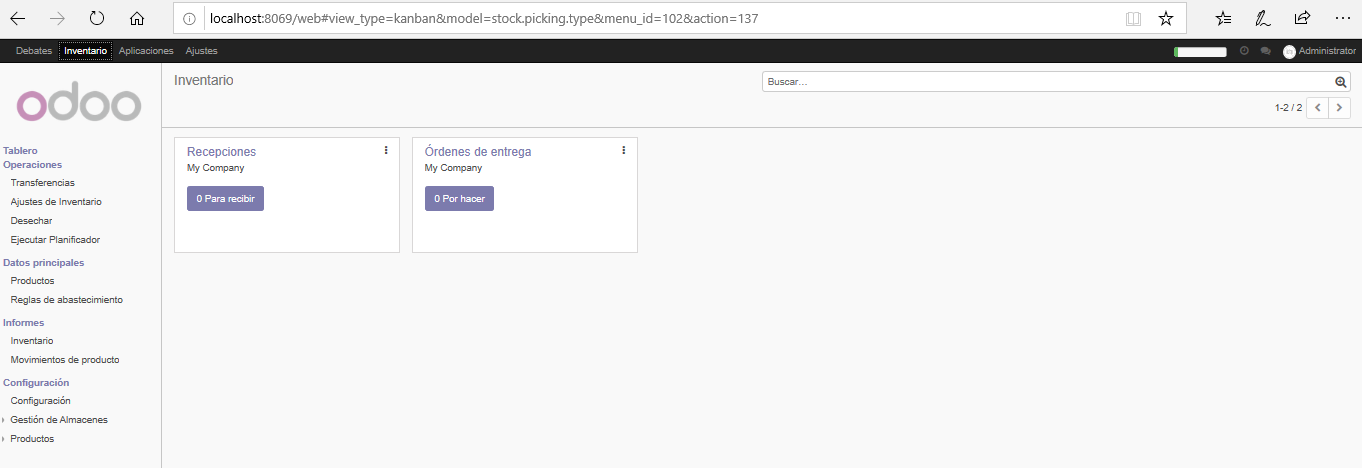 localhost:8069/web#view_type=kanban&model=stock.picking.type&menu_id=102&action=137
Debates Inventario Aplicaciones Ajustes Administrator
odoo
Inventario
Buscar...
1-2 / 2
Tablero
Operaciones
Transferencias
Ajustes de Inventario
Desechar
Ejecutar Planificador
Datos principales
Productos
Reglas de abastecimiento
Informes
Inventario
Movimientos de producto
Configuración
Configuración
Gestión de Almacenes
Productos
Recepciones
My Company
0 Para recibir
Órdenes de entrega
My Company
0 Por hacer